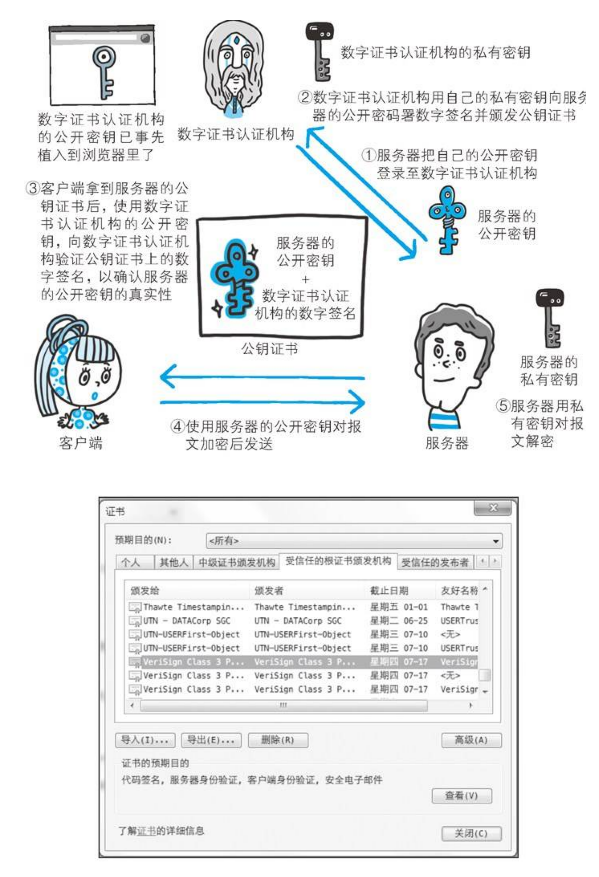 数字证书认证机构的私有密钥
②数字证书认证机构用自己的私有密钥向服务
器的公开密码署数字签名并颁发公钥证书
数字证书认证机构
的公开密钥已事先
植入到浏览器里了
数字证书认证机构
①服务器把自己的公开密钥
登录至数字证书认证机构
③客户端拿到服务器的公
钥证书后，使用数字证
书认证机构的公开密
钥，向数字证书认证机
构验证公钥证书上的数
字签名，以确认服务器
的公开密钥的真实性
服务器的
公开密钥
服务器的
公开密钥
+
数字证书认证
机构的数字签名
公钥证书
服务器的
私有密钥
④使用服务器的公开密钥对报
文加密后发送
⑤服务器用私
有密钥对报
文解密
客户端
服务器
证书
预期目的(N):
<所有>
个人 其他人 中级证书颁发机构 受信任的根证书颁发机构 受信任的发布者
颁发给 颁发者 截止日期 友好名称
Thawte Timestampin... Thawte Timestampin... 星期五 01-01 Thawte T
UTN - DATACorp SGC UTN - DATACorp SGC 星期二 06-25 USERTrus
UTN-USERFirst-Object UTN-USERFirst-Object 星期三 07-10 <无>
UTN-USERFirst-Object UTN-USERFirst-Object 星期三 07-10 USERTrus
VeriSign Class 3 P... VeriSign Class 3 P... 星期四 07-17 VeriSign
VeriSign Class 3 P... VeriSign Class 3 P... 星期四 07-17 <无>
VeriSign Class 3 P... VeriSign Class 3 P... 星期四 07-17 VeriSign
导入(I)... 导出(E)... 删除(R) 高级(A)
证书的预期目的
代码签名，服务器身份验证，客户端身份验证，安全电子邮件
查看(V)
了解证书的详细信息
关闭(C)